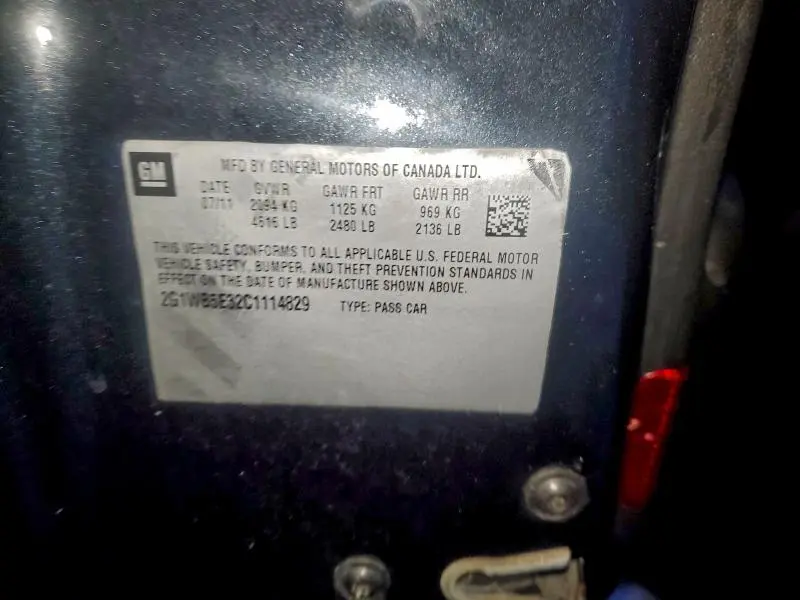 GM
MFD BY GENERAL MOTORS OF CANADA LTD.
DATE GVWR GAWR FRT GAWR RR
07/11 2094 KG 1125 KG 969 KG
4616 LB 2480 LB 2136 LB
THIS VEHICLE CONFORMS TO ALL APPLICABLE U.S. FEDERAL MOTOR
VEHICLE SAFETY, BUMPER, AND THEFT PREVENTION STANDARDS IN
EFFECT ON THE DATE OF MANUFACTURE SHOWN ABOVE.
2G1WB5E32C1114829 TYPE: PASS CAR